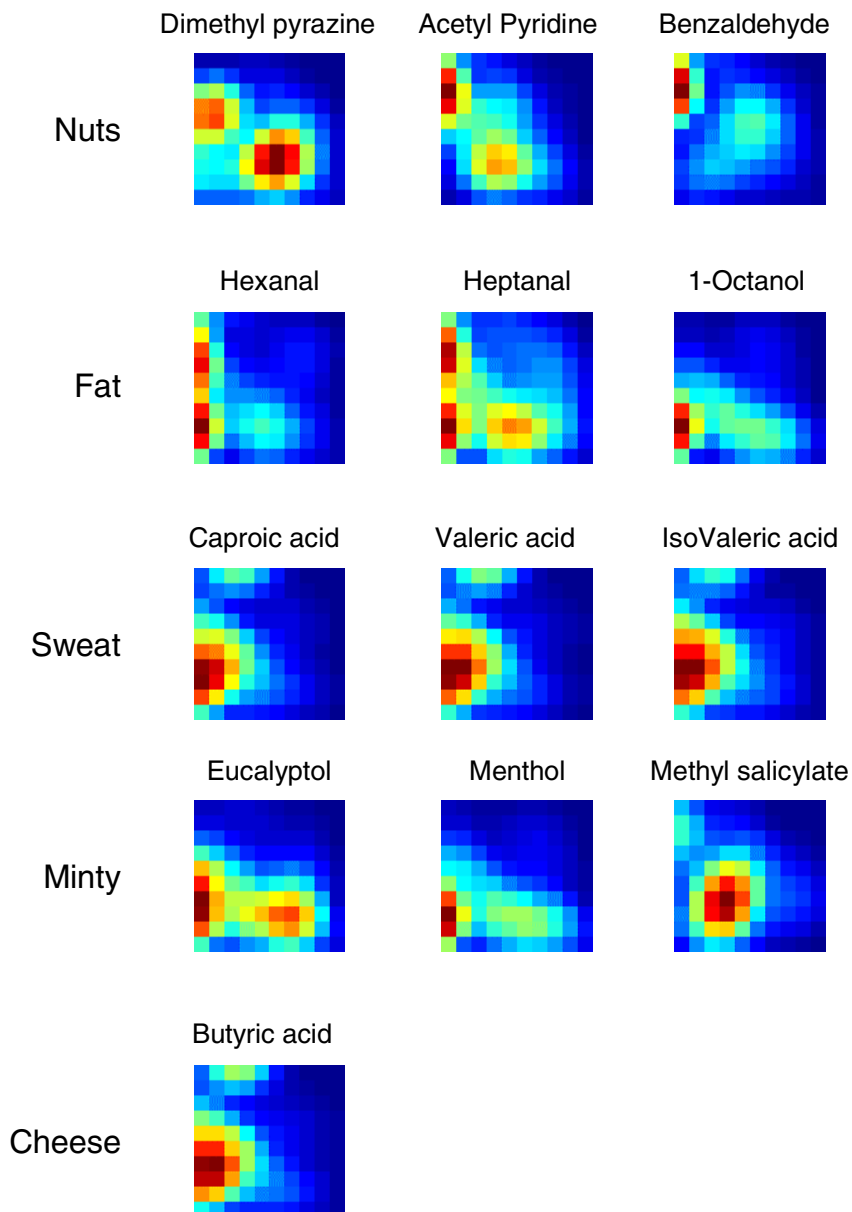 Dimethyl pyrazine Acetyl Pyridine Benzaldehyde
Nuts
Hexanal Heptanal 1-Octanol
Fat
Caproic acid Valeric acid IsoValeric acid
Sweat
Eucalyptol Menthol Methyl salicylate
Minty
Butyric acid
Cheese